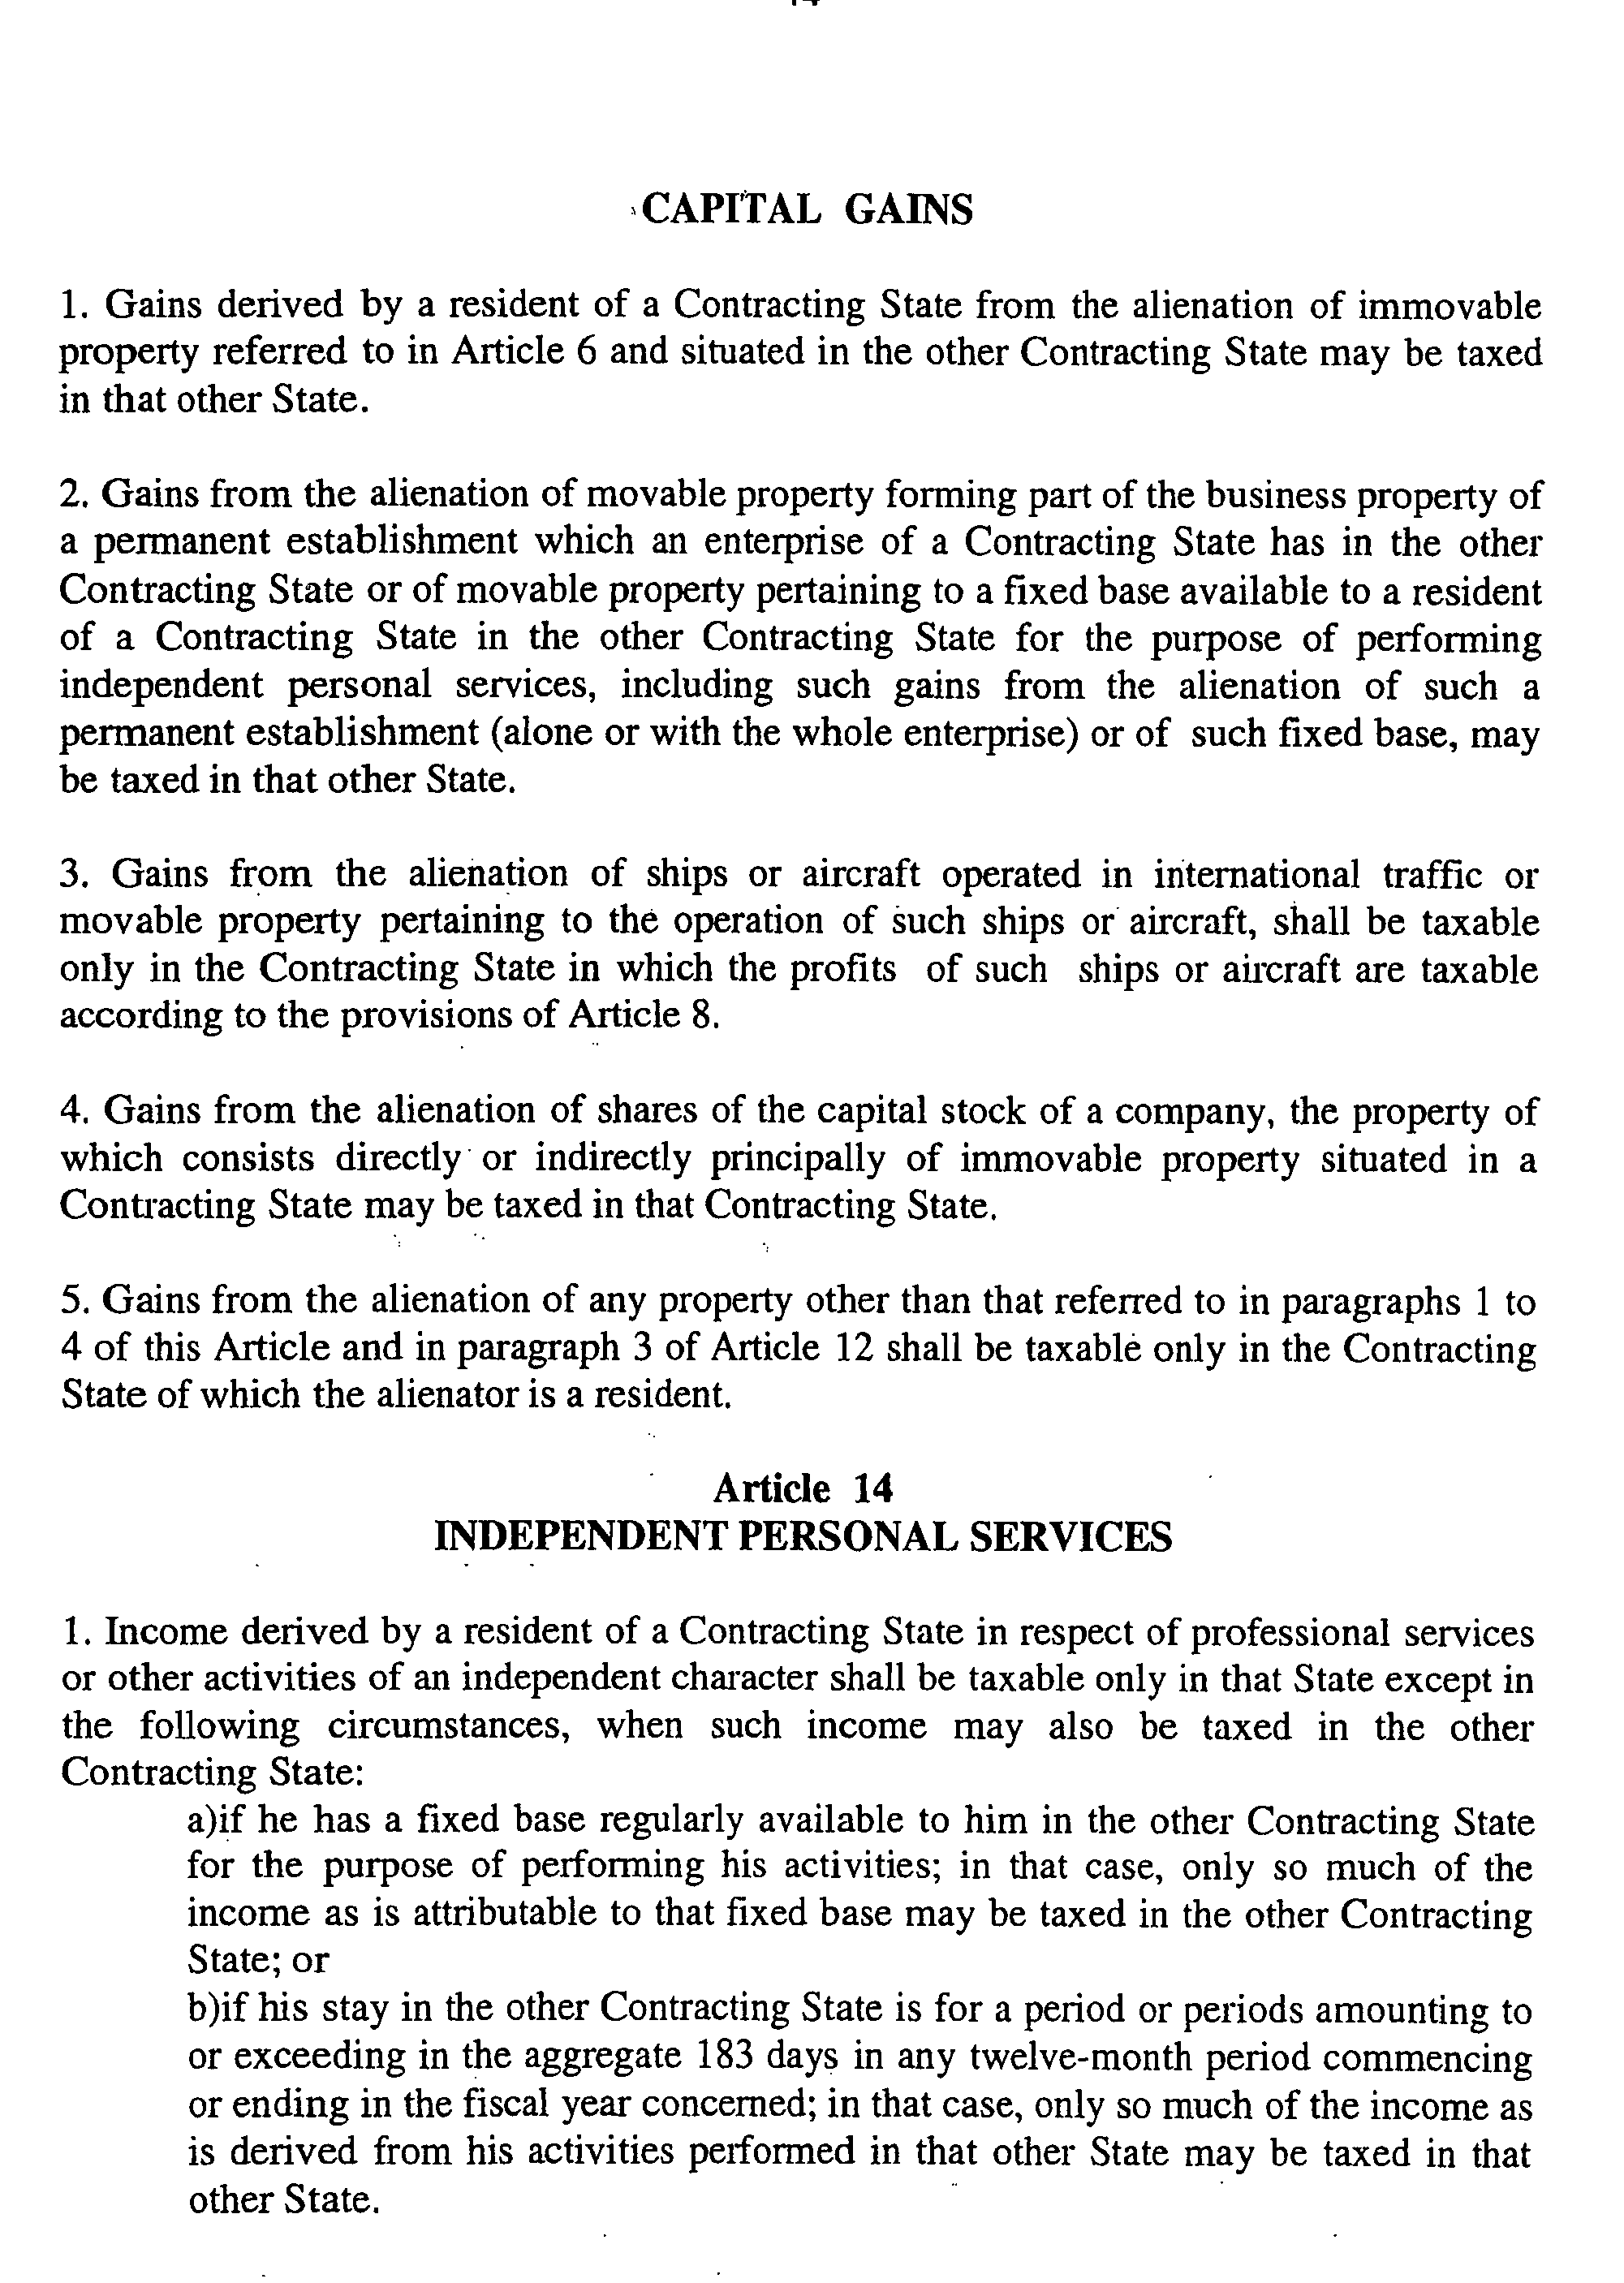 CAPITAL GAINS
1. Gains derived by a resident of a Contracting State from the alienation of immovable
property referred to in Article 6 and situated in the other Contracting State may be taxed
in that other State.
2. Gains from the alienation of movable property forming part of the business property of
a permanent establishment which an enterprise of a Contracting State has in the other
Contracting State or of movable property pertaining to a fixed base available to a resident
of a Contracting State in the other Contracting State for the purpose of performing
independent personal services, including such gains from the alienation of such a
permanent establishment (alone or with the whole enterprise) or of such fixed base, may
be taxed in that other State.
3. Gains from the alienation of ships or aircraft operated in international traffic or
movable property pertaining to the operation of such ships or aircraft, shall be taxable
only in the Contracting State in which the profits of such ships or aircraft are taxable
according to the provisions of Article 8.
4. Gains from the alienation of shares of the capital stock of a company, the property of
which consists directly or indirectly principally of immovable property situated in a
Contracting State may be taxed in that Contracting State.
5. Gains from the alienation of any property other than that referred to in paragraphs 1 to
4 of this Article and in paragraph 3 of Article 12 shall be taxable only in the Contracting
State of which the alienator is a resident.
Article 14
INDEPENDENT PERSONAL SERVICES
1. Income derived by a resident of a Contracting State in respect of professional services
or other activities of an independent character shall be taxable only in that State except in
the following circumstances, when such income may also be taxed in the other
Contracting State:
a)if he has a fixed base regularly available to him in the other Contracting State
for the purpose of performing his activities; in that case, only so much of the
income as is attributable to that fixed base may be taxed in the other Contracting
State; or
b)if his stay in the other Contracting State is for a period or periods amounting to
or exceeding in the aggregate 183 days in any twelve-month period commencing
or ending in the fiscal year concerned; in that case, only so much of the income as
is derived from his activities performed in that other State may be taxed in that
other State.